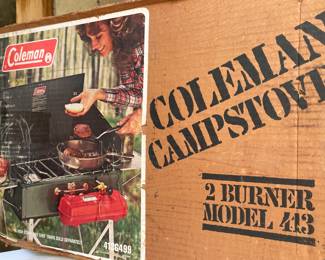 Coleman
COLEMAN
CAMPSTOVE
2 BURNER
MODEL 413
413G499